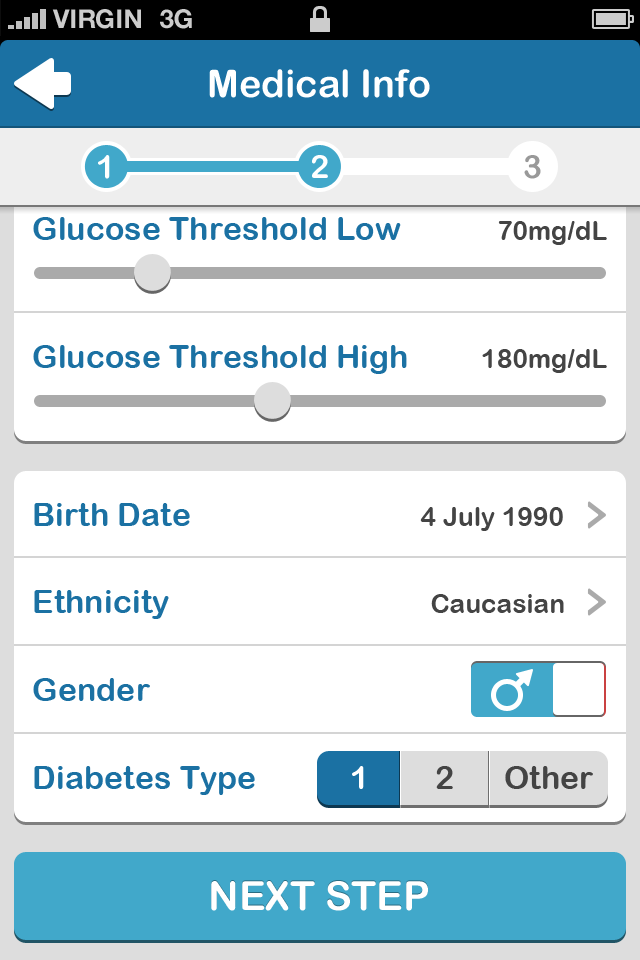 VIRGIN 3G
Medical Info
1 2 3
Glucose Threshold Low 70mg/dL
Glucose Threshold High 180mg/dL
Birth Date 4 July 1990
Ethnicity Caucasian
Gender
Diabetes Type 1 2 Other
NEXT STEP